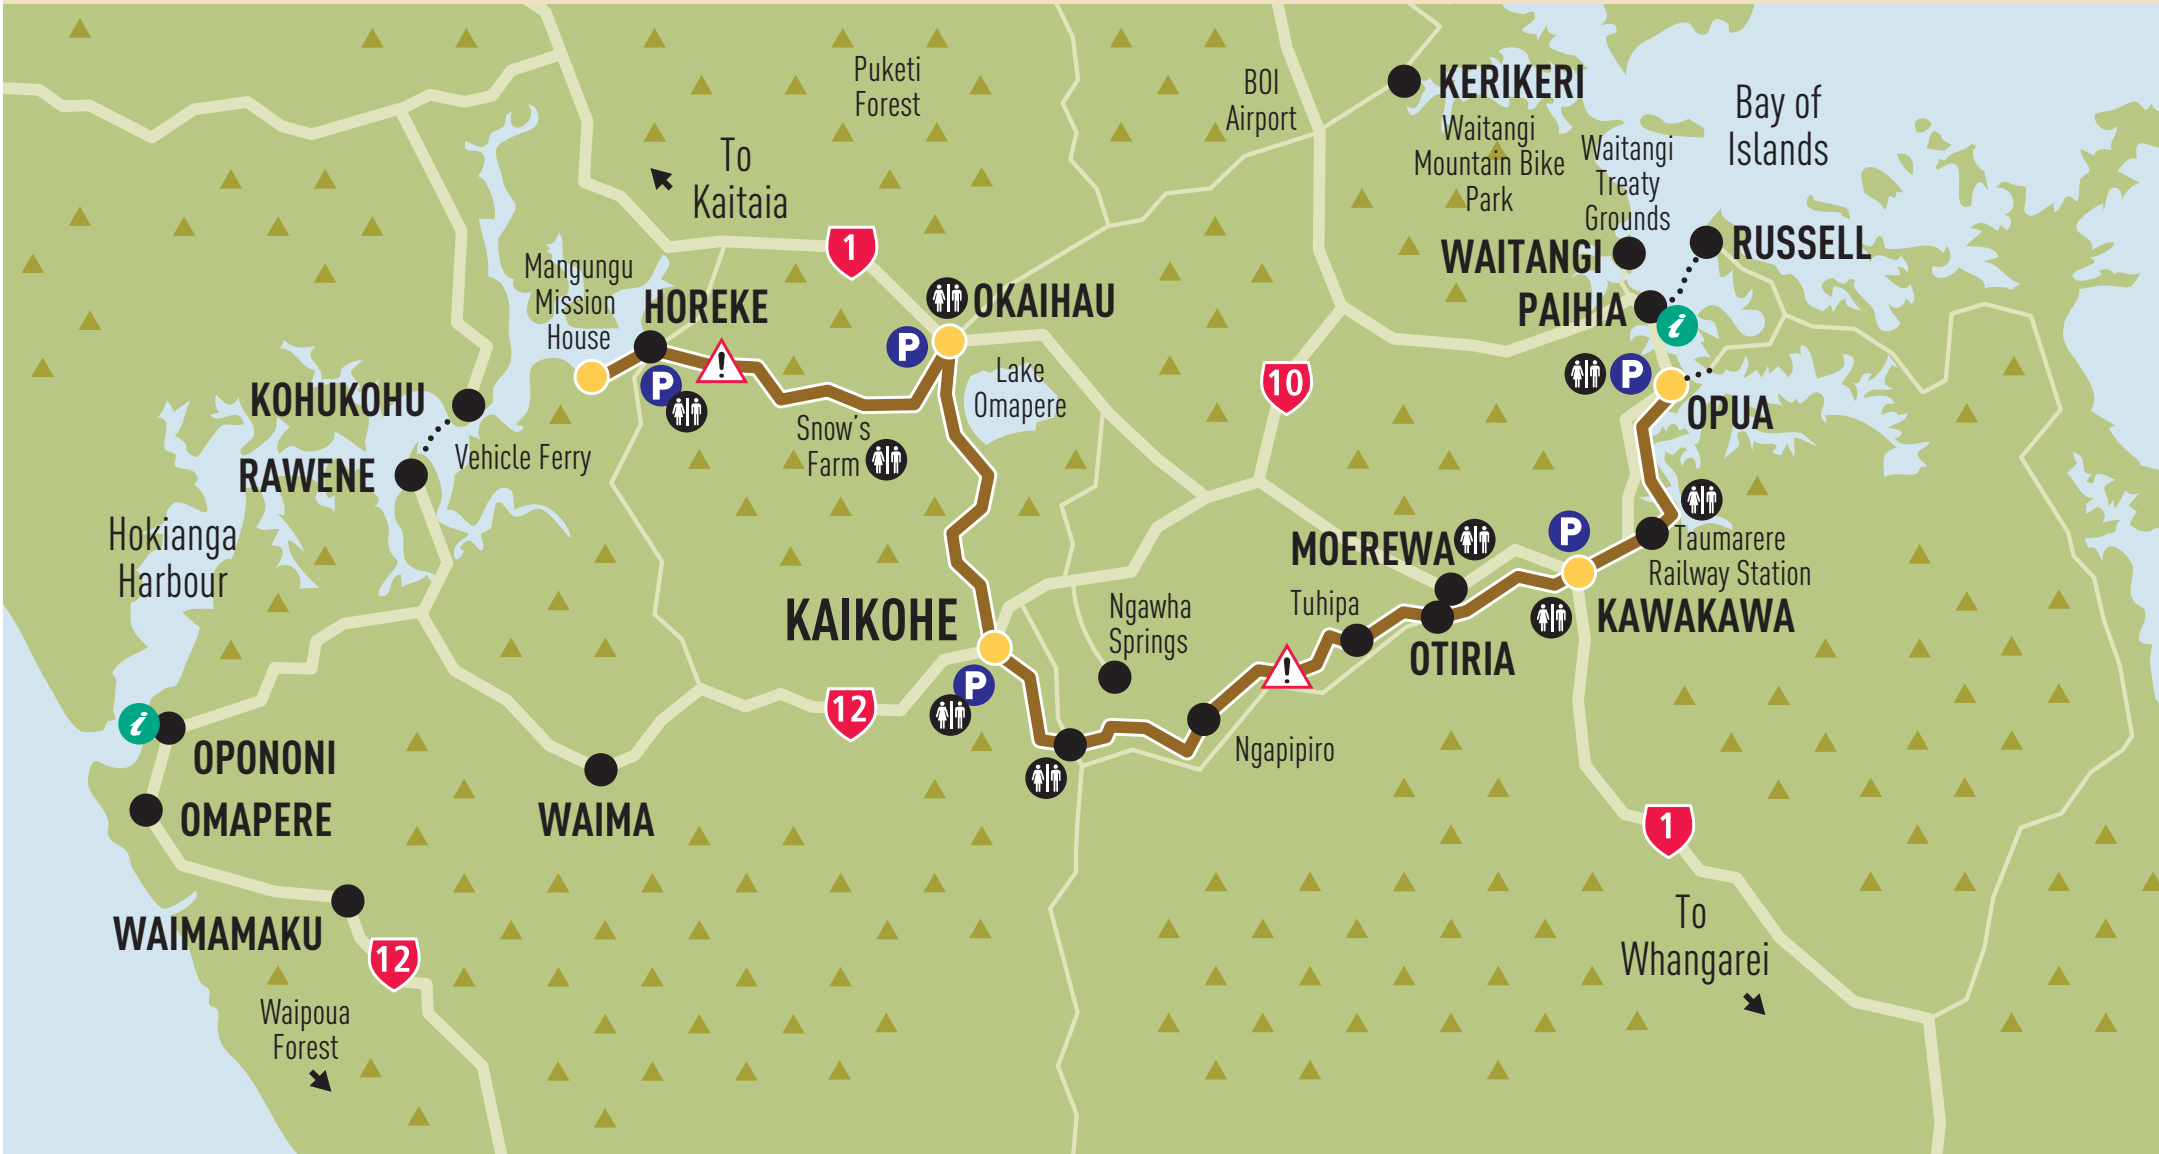 Puketi
Forest
BOI
Airport
KERIKERI
Bay of
Islands
Waitangi
Mountain Bike
Park
Waitangi
Treaty
Grounds
To
Kaitaia
1
RUSSELL
WAITANGI
PAIHIA
i
Mangungu
Mission
House
HOREKE
OKAIHAU
P
P
Lake
Omapere
10
P
OPUA
KOHUKOHU
Vehicle Ferry
RAWENE
Snow's
Farm
Hokianga
Harbour
MOEREWA
P
Taumarere
Railway Station
KAWAKAWA
Tuhipa
OTIRIA
KAIKOHE
Ngawha
Springs
P
12
Ngapipiro
i
OPONONI
OMAPERE
WAIMA
1
WAIMAMAKU
12
To
Whangarei
Waipoua
Forest